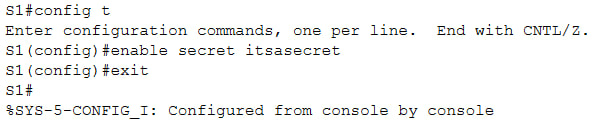 S1#config t
Enter configuration commands, one per line.  End with CNTL/Z.
S1(config)#enable secret itsasecret
S1(config)#exit
S1#
%SYS-5-CONFIG_I: Configured from console by console